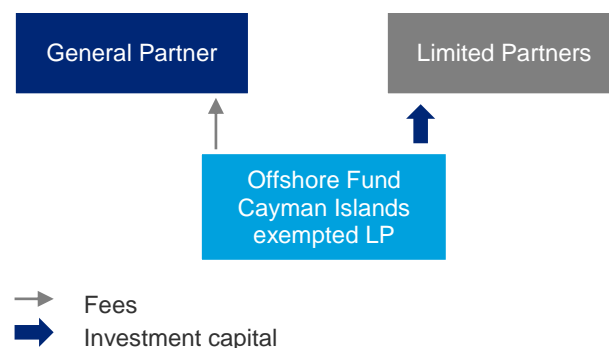 General Partner
Limited Partners
Offshore Fund
Cayman Islands
exempted LP
Fees
Investment capital